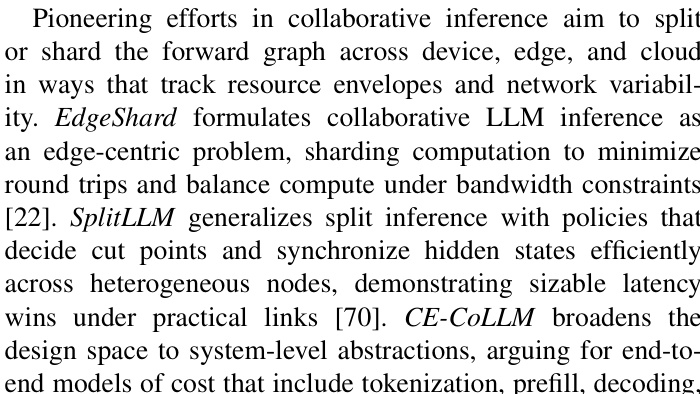 Pioneering efforts in collaborative inference aim to split
or shard the forward graph across device, edge, and cloud
in ways that track resource envelopes and network variabil-
ity. EdgeShard formulates collaborative LLM inference as
an edge-centric problem, sharding computation to minimize
round trips and balance compute under bandwidth constraints
[22]. SplitLLM generalizes split inference with policies that
decide cut points and synchronize hidden states efficiently
across heterogeneous nodes, demonstrating sizable latency
wins under practical links [70]. CE-CoLLM broadens the
design space to system-level abstractions, arguing for end-to-
end models of cost that include tokenization, prefill, decoding,